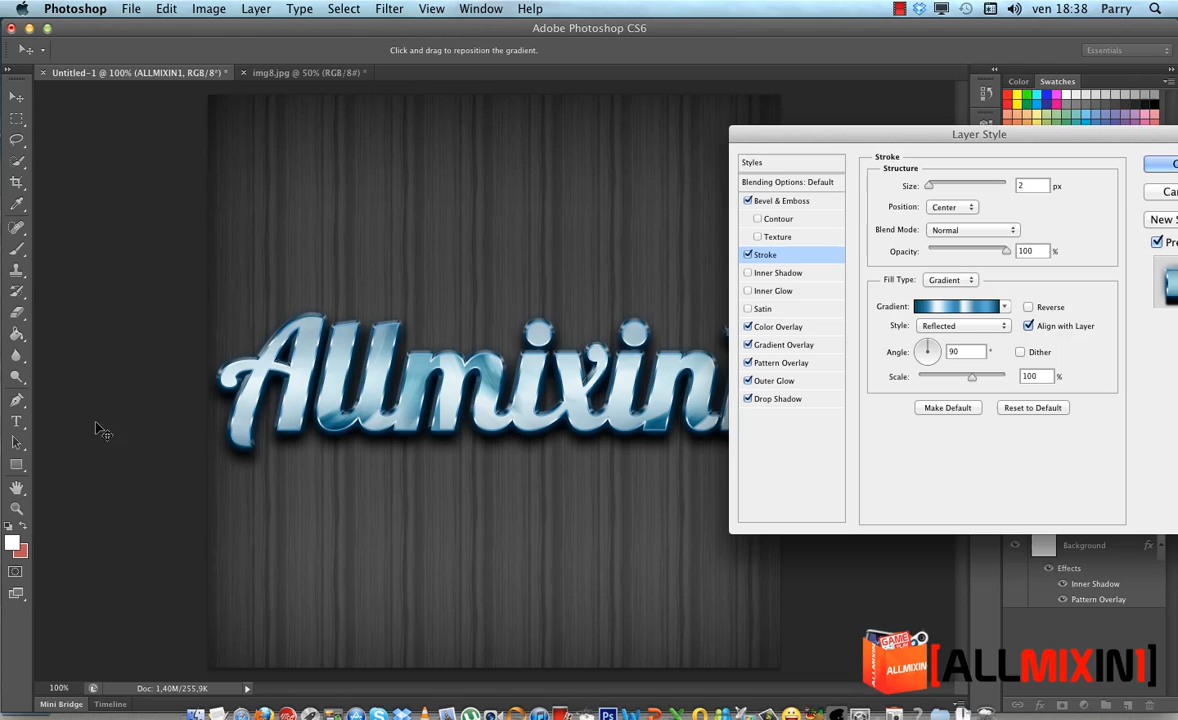 Photoshop File Edit Image Layer Type Select Filter View Window Help ven 18:38 Parry
Adobe Photoshop CS6
Click and drag to reposition the gradient. Essentials
Untitled-1 @ 100% (ALLMIXIN1, RGB/8*) * img8.jpg @ 50% (RGB/8#) *
Color Swatches
Layer Style
Styles
Blending Options: Default
Bevel & Emboss
Contour
Texture
Stroke
Inner Shadow
Inner Glow
Satin
Color Overlay
Gradient Overlay
Pattern Overlay
Outer Glow
Drop Shadow
Stroke
Structure
Size: 2 px
Position: Center
Blend Mode: Normal
Opacity: 100 %
Fill Type: Gradient
Gradient: Reverse
Style: Reflected Align with Layer
Angle: 90 ° Dither
Scale: 100 %
Make Default Reset to Default
New S
Pre
Allmixin
Background fx
Effects
Inner Shadow
Pattern Overlay
GAME
ALLMIXIN1
[ALLMIXIN1]
100% Doc: 1,40M/255,9K
Mini Bridge Timeline